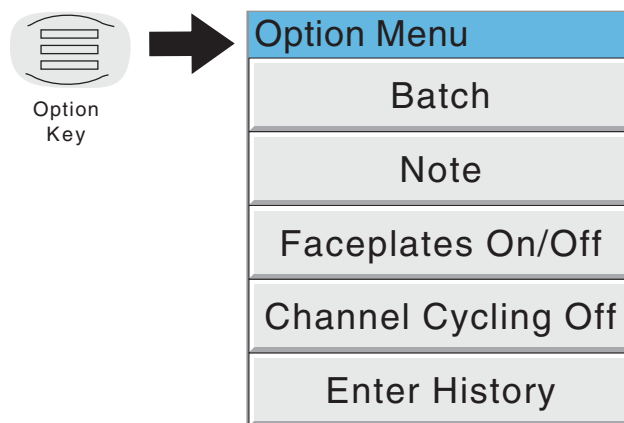 Option
Key
Option Menu
Batch
Note
Faceplates On/Off
Channel Cycling Off
Enter History